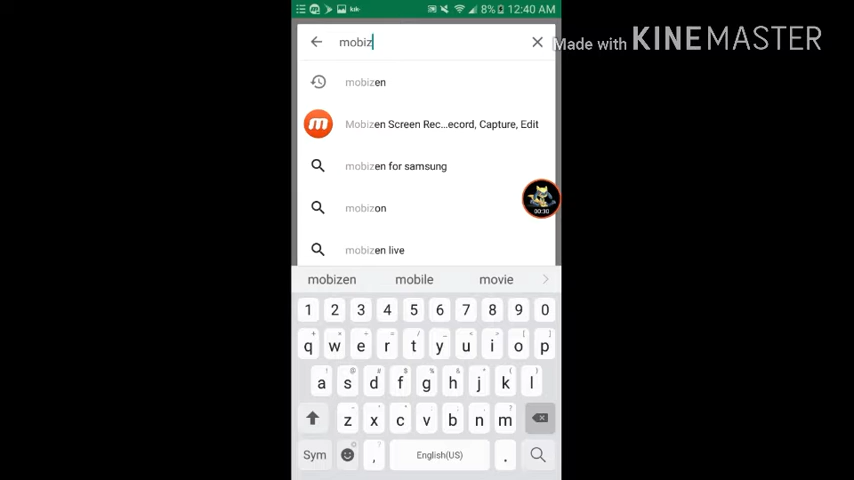 kik 8% 12:40 AM
mobiz
Made with KINEMASTER
mobizen
Mobizen Screen Rec...ecord, Capture, Edit
mobizen for samsung
mobizon
00:30
mobizen live
mobizen mobile movie
1 2 3 4 5 6 7 8 9 0
q w e r t y u i o p
a s d f g h j k l
z x c v b n m
Sym , English(US) .